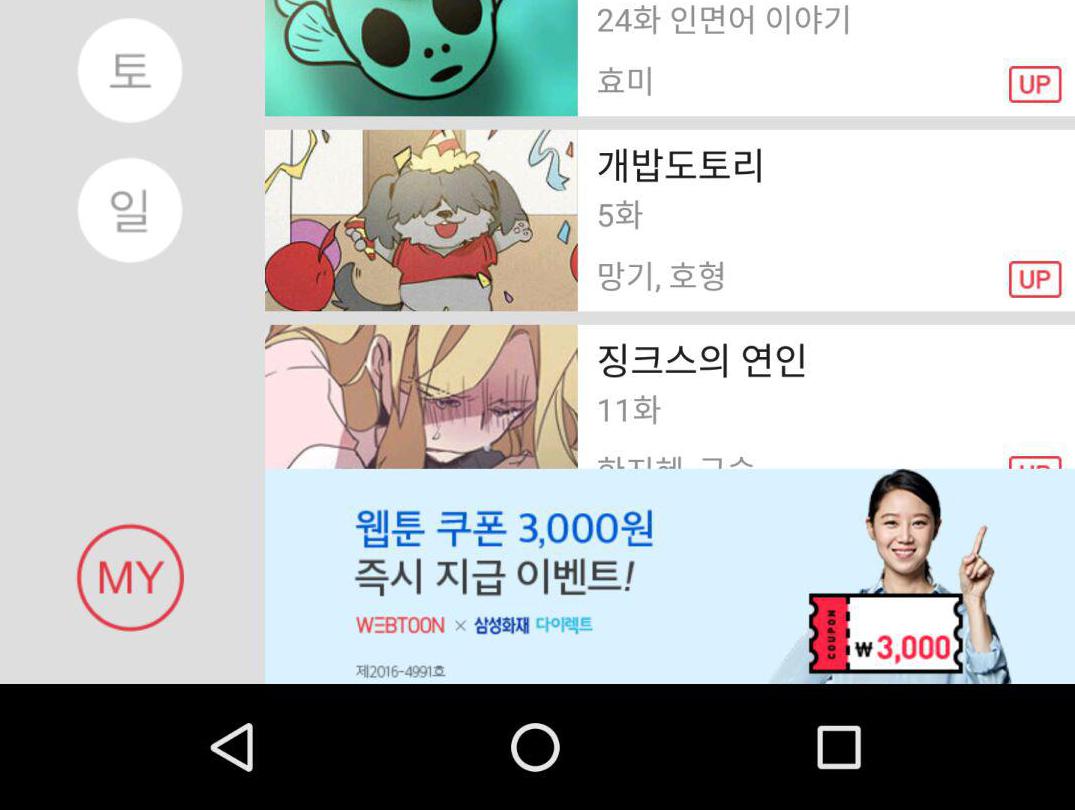 토
일
MY
24화 인면어 이야기
효미
UP
개밥도토리
5화
망기, 호형
UP
징크스의 연인
11화
웹툰 쿠폰 3,000원
즉시 지급 이벤트!
WEBTOON × 삼성화재 다이렉트
제2016-4991호
COUPON
₩3,000